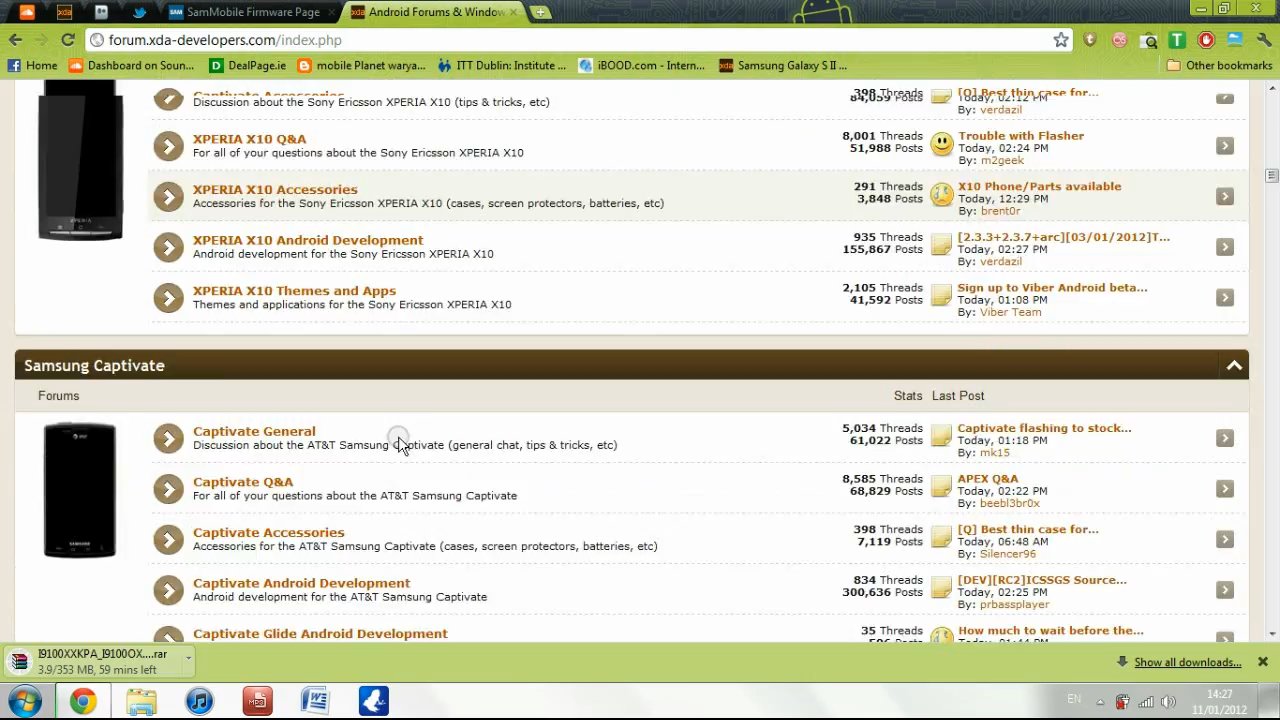 SamMobile Firmware Page
Android Forums & Window
forum.xda-developers.com/index.php
Home
Dashboard on Soun...
DealPage.ie
mobile Planet warya...
ITT Dublin: Institute ...
iBOOD.com - Intern...
Samsung Galaxy S II ...
Other bookmarks
Captivate Accessories
398 Threads
[Q] Best thin case for...
Discussion about the Sony Ericsson XPERIA X10 (tips & tricks, etc)
84,059 Posts
Today, 02:12 PM
By: verdazil
XPERIA X10 Q&A
For all of your questions about the Sony Ericsson XPERIA X10
8,001 Threads
51,988 Posts
Trouble with Flasher
Today, 02:24 PM
By: m2geek
XPERIA X10 Accessories
Accessories for the Sony Ericsson XPERIA X10 (cases, screen protectors, batteries, etc)
291 Threads
3,848 Posts
X10 Phone/Parts available
Today, 12:29 PM
By: brent0r
XPERIA X10 Android Development
Android development for the Sony Ericsson XPERIA X10
935 Threads
155,867 Posts
[2.3.3+2.3.7+arc][03/01/2012]T...
Today, 02:27 PM
By: verdazil
XPERIA X10 Themes and Apps
Themes and applications for the Sony Ericsson XPERIA X10
2,105 Threads
41,592 Posts
Sign up to Viber Android beta...
Today, 01:08 PM
By: Viber Team
Samsung Captivate
Forums
Stats
Last Post
Captivate General
Discussion about the AT&T Samsung Captivate (general chat, tips & tricks, etc)
5,034 Threads
61,022 Posts
Captivate flashing to stock...
Today, 01:18 PM
By: mk15
Captivate Q&A
For all of your questions about the AT&T Samsung Captivate
8,585 Threads
68,829 Posts
APEX Q&A
Today, 02:22 PM
By: beebl3br0x
Captivate Accessories
Accessories for the AT&T Samsung Captivate (cases, screen protectors, batteries, etc)
398 Threads
7,119 Posts
[Q] Best thin case for...
Today, 06:48 AM
By: Silencer96
Captivate Android Development
Android development for the AT&T Samsung Captivate
834 Threads
300,636 Posts
[DEV][RC2]ICSSGS Source...
Today, 02:25 PM
By: prbassplayer
Captivate Glide Android Development
35 Threads
How much to wait before the...
I9100XXKPA_I9100OX....rar
3.9/353 MB, 59 mins left
Show all downloads...
EN
14:27
11/01/2012